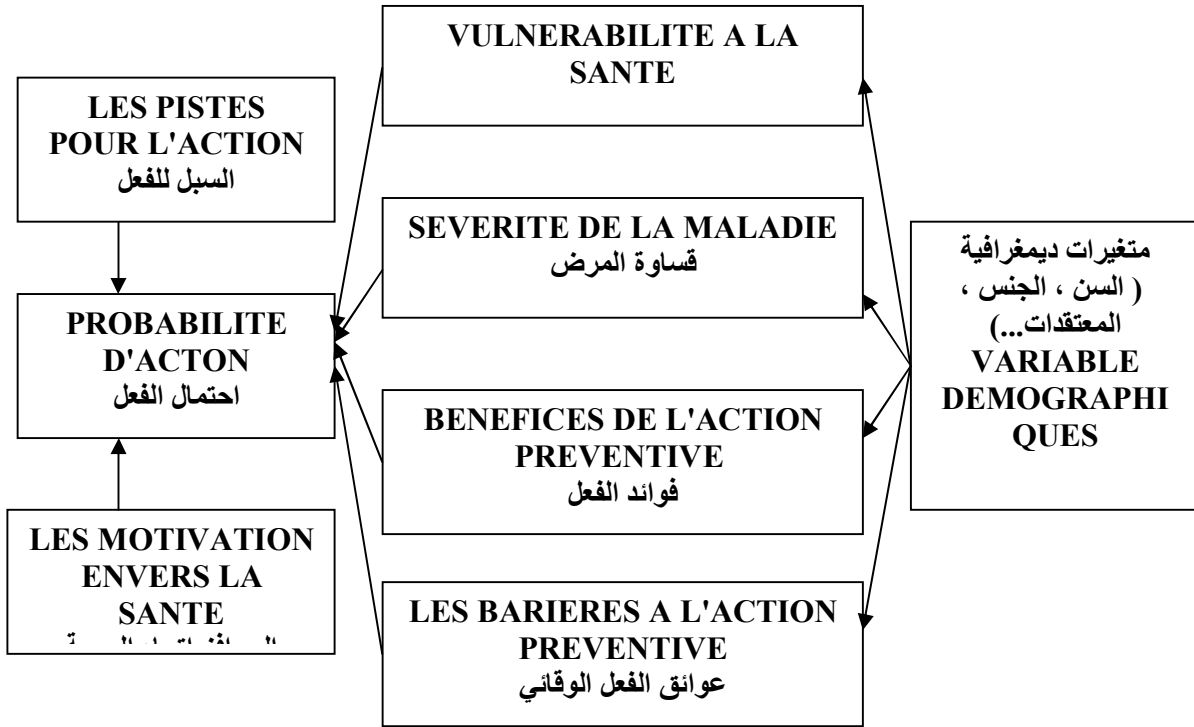 VULNERABILITE A LA
SANTE
LES PISTES
POUR L'ACTION
السبل للفعل
SEVERITE DE LA MALADIE
قساوة المرض
متغيرات ديمغرافية
( السن ، الجنس ،
المعتقدات...)
VARIABLE
DEMOGRAPHI
QUES
PROBABILITE
D'ACTON
احتمال الفعل
BENEFICES DE L'ACTION
PREVENTIVE
فوائد الفعل
LES MOTIVATION
ENVERS LA
SANTE
LES BARIERES A L'ACTION
PREVENTIVE
عوائق الفعل الوقائي